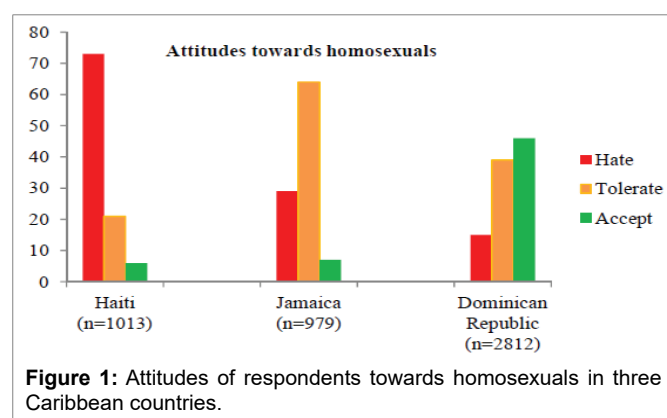 80
Attitudes towards homosexuals
70
60
50
40
30
20
10
0
Hate
Tolerate
Accept
Haiti
(n=1013)
Jamaica
(n=979)
Dominican
Republic
(n=2812)
Figure 1: Attitudes of respondents towards homosexuals in three
Caribbean countries.